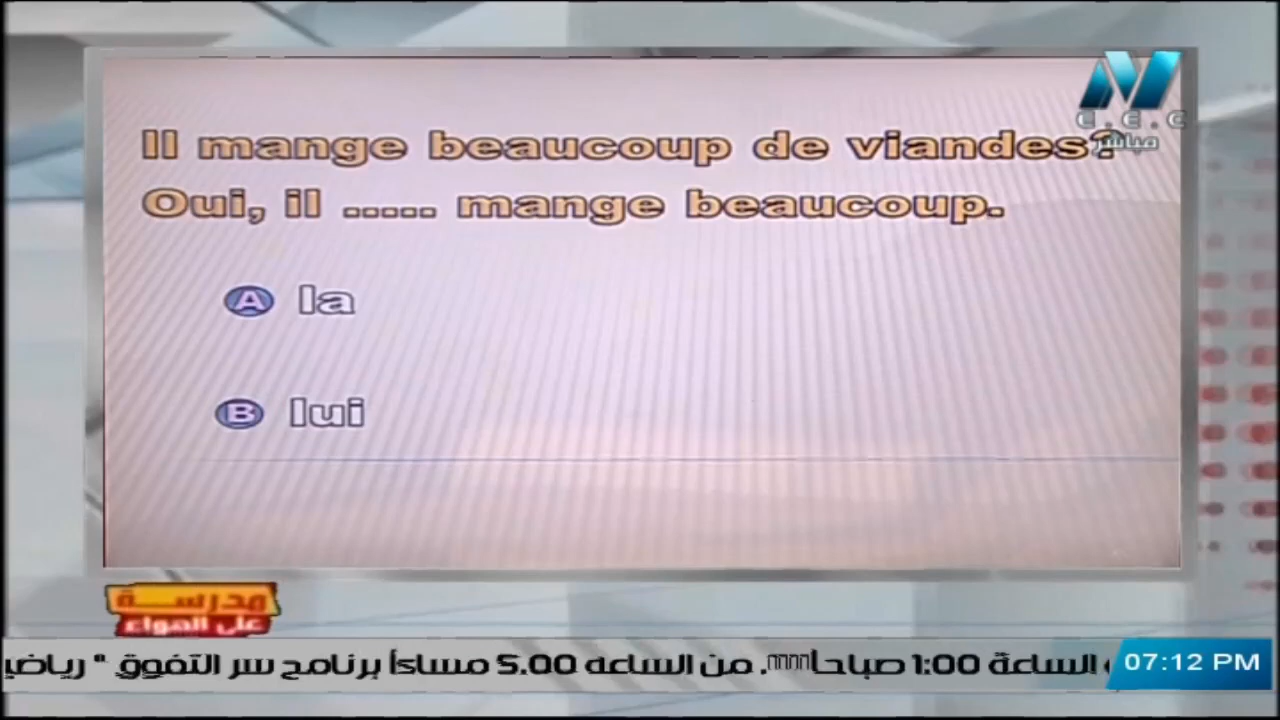 Il mange beaucoup de viandes?
Oui, il ..... mange beaucoup.
A la
B lui
E.E.C
مباشر
مدرسة
على الهواء
الساعة 1:00 صباحاً. من الساعه 5.00 مساءاً برنامج سر التفوق " رياضي
07:12 PM